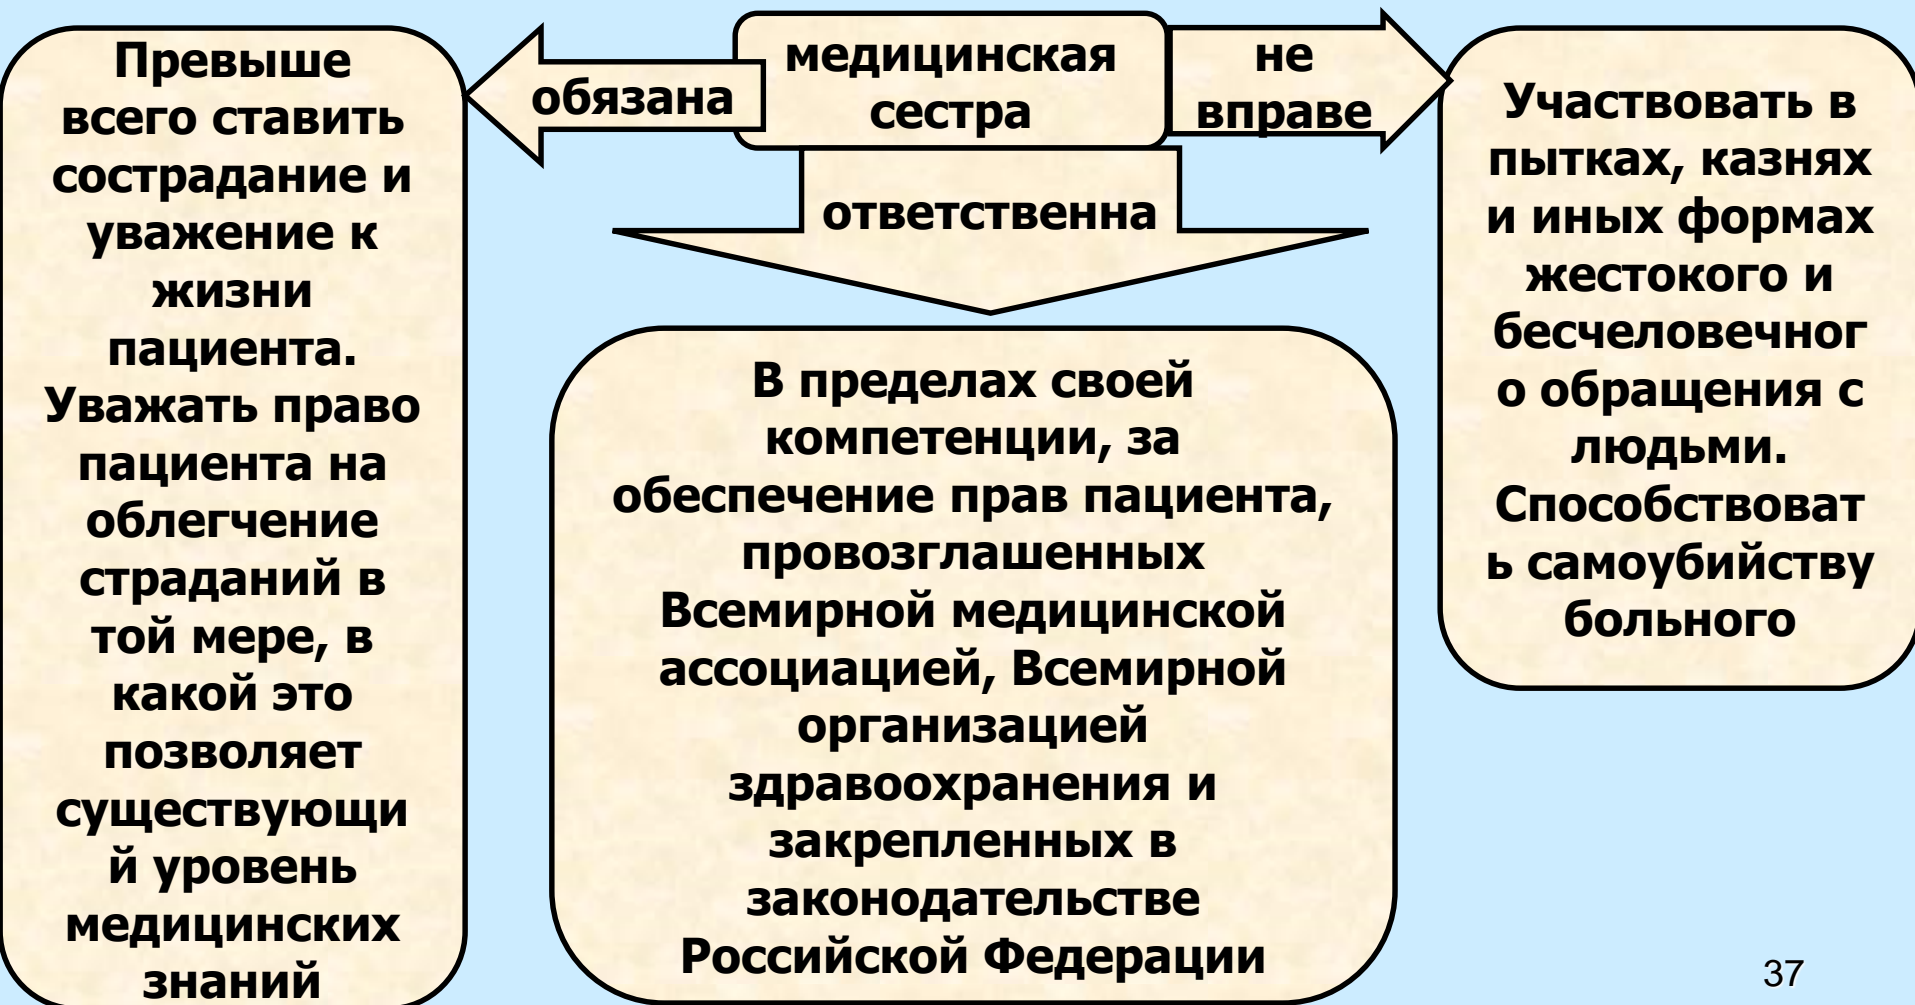 медицинская
сестра
обязана
Превыше
всего ставить
сострадание и
уважение к
жизни
пациента.
Уважать право
пациента на
облегчение
страданий в
той мере, в
какой это
позволяет
существующи
й уровень
медицинских
знаний
ответственна
В пределах своей
компетенции, за
обеспечение прав пациента,
провозглашенных
Всемирной медицинской
ассоциацией, Всемирной
организацией
здравоохранения и
закрепленных в
законодательстве
Российской Федерации
не
вправе
Участвовать в
пытках, казнях
и иных формах
жестокого и
бесчеловечног
о обращения с
людьми.
Способствоват
ь самоубийству
больного
37